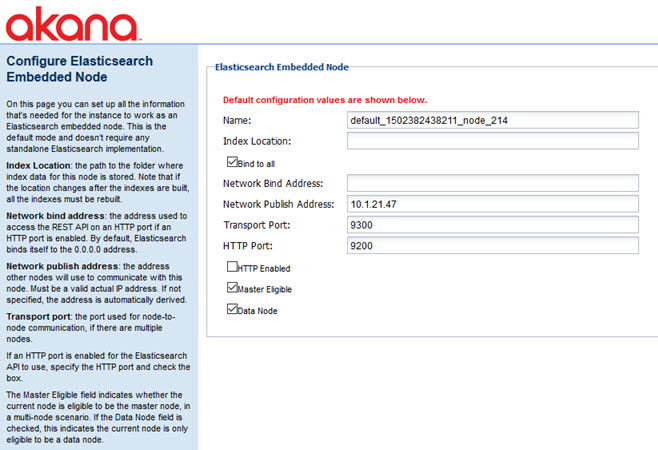 akana
Configure Elasticsearch
Embedded Node
On this page you can set up all the information
that's needed for the instance to work as an
Elasticsearch embedded node. This is the
default mode and doesn't require any
standalone Elasticsearch implementation.
Index Location: the path to the folder where
index data for this node is stored. Note that if
the location changes after the indexes are built,
all the indexes must be rebuilt.
Network bind address: the address used to
access the REST API on an HTTP port if an
HTTP port is enabled. By default, Elasticsearch
binds itself to the 0.0.0.0 address.
Network publish address: the address
other nodes will use to communicate with this
node. Must be a valid actual IP address. If not
specified, the address is automatically derived.
Transport port: the port used for node-to-
node communication, if there are multiple
nodes.
If an HTTP port is enabled for the Elasticsearch
API to use, specify the HTTP port and check the
box.
The Master Eligible field indicates whether the
current node is eligible to be the master node, in
a multi-node scenario. If the Data Node field is
checked, this indicates the current node is only
eligible to be a data node.
Elasticsearch Embedded Node
Default configuration values are shown below.
Name: default_1502382438211_node_214
Index Location:
Bind to all
Network Bind Address:
Network Publish Address: 10.1.21.47
Transport Port: 9300
HTTP Port: 9200
HTTP Enabled
Master Eligible
Data Node